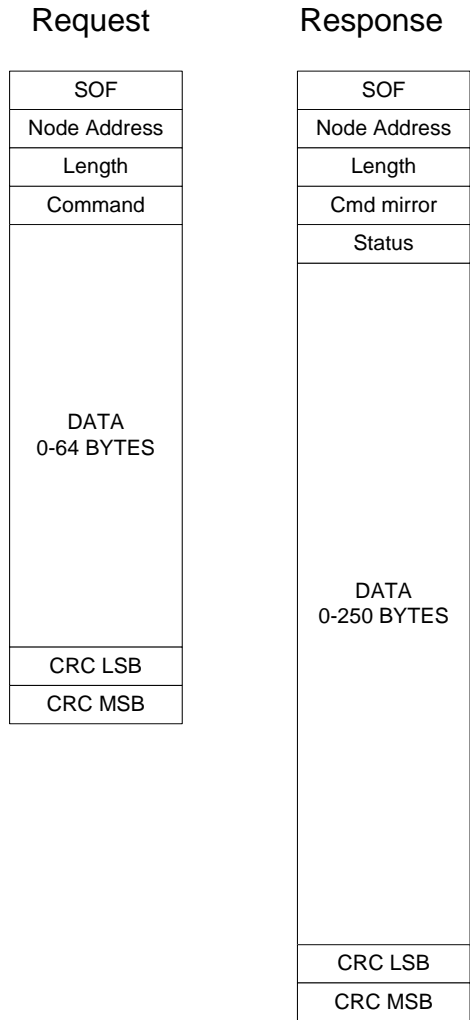 Request
SOF
Node Address
Length
Command
DATA
0-64 BYTES
CRC LSB
CRC MSB
Response
SOF
Node Address
Length
Cmd mirror
Status
DATA
0-250 BYTES
CRC LSB
CRC MSB